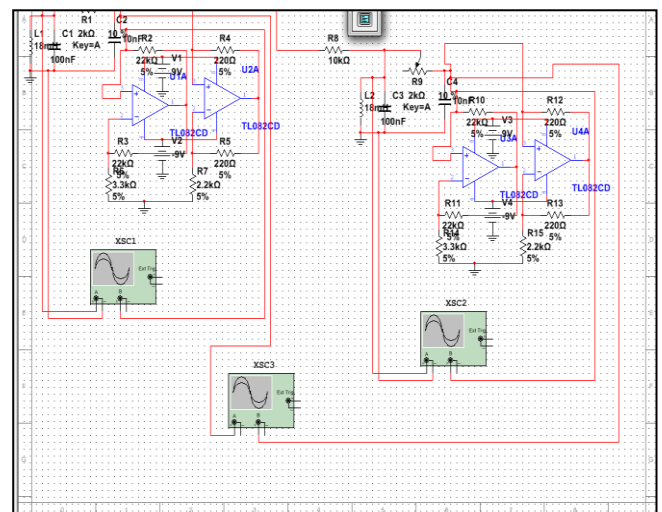 R1
L1
C1
2kΩ
C2
18mH
Key=A
10 %
10nF
100nF
R2
22kΩ
5%
V1
-9V
R4
220Ω
5%
U1A
U2A
TL082CD
TL082CD
R3
22kΩ
5%
V2
-9V
R5
220Ω
5%
3.3kΩ
5%
R7
2.2kΩ
5%
R8
10kΩ
R9
L2
C3
2kΩ
C4
Key=A
10 %
10nF
100nF
R10
22kΩ
5%
V3
-9V
R12
220Ω
5%
U3A
U4A
TL082CD
TL082CD
R11
22kΩ
5%
V4
-9V
R13
220Ω
5%
R14
3.3kΩ
5%
R15
2.2kΩ
5%
XSC1
Ext Trig
A
B
XSC2
Ext Trig
A
B
XSC3
Ext Trig
A
B